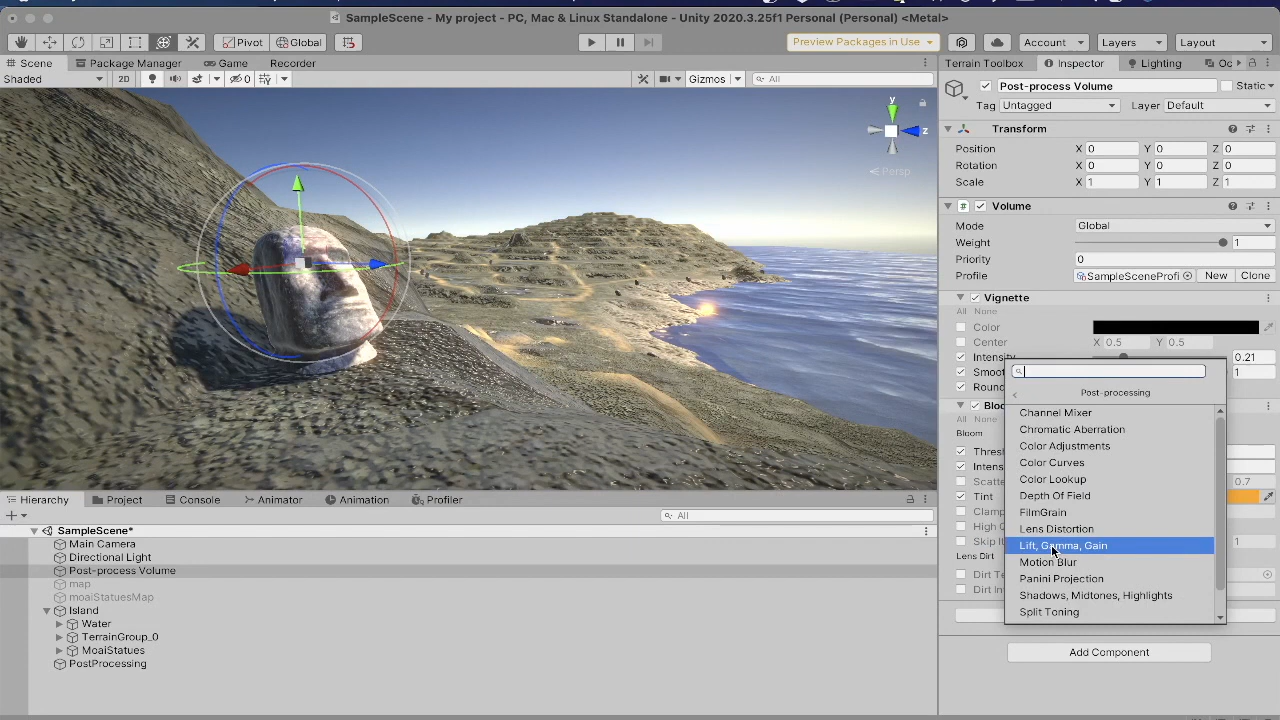 SampleScene - My project - PC, Mac & Linux Standalone - Unity 2020.3.25f1 Personal (Personal) <Metal>
Pivot Global Preview Packages in Use Account Layers Layout
Scene Package Manager Game Recorder
Shaded 2D 0 Gizmos All
y
z
Persp
Terrain Toolbox Inspector Lighting Oc
Post-process Volume Static
Tag Untagged Layer Default
Transform
Position X 0 Y 0 Z 0
Rotation X 0 Y 0 Z 0
Scale X 1 Y 1 Z 1
Volume
Mode Global
Weight 1
Priority 0
Profile SampleSceneProfi New Clone
Vignette
All None
Color
Center X 0.5 Y 0.5
Intensity 0.21
Smoo 1
Round
Bloo
All None
Bloom
Thresh
Intens
Scatte 0.7
Tint
Clamp
High Q
Skip It 1
Lens Dirt
Dirt Te
Dirt In
Post-processing
Channel Mixer
Chromatic Aberration
Color Adjustments
Color Curves
Color Lookup
Depth Of Field
FilmGrain
Lens Distortion
Lift, Gamma, Gain
Motion Blur
Panini Projection
Shadows, Midtones, Highlights
Split Toning
Add Component
Hierarchy Project Console Animator Animation Profiler
All
SampleScene*
Main Camera
Directional Light
Post-process Volume
map
moaiStatuesMap
Island
Water
TerrainGroup_0
MoaiStatues
PostProcessing